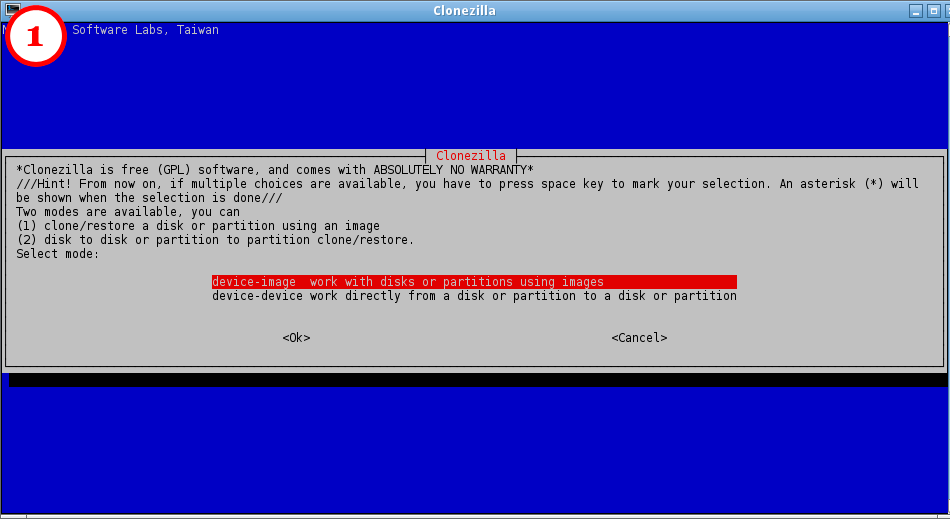 Clonezilla
1
N Software Labs, Taiwan
Clonezilla
*Clonezilla is free (GPL) software, and comes with ABSOLUTELY NO WARRANTY*
///Hint! From now on, if multiple choices are available, you have to press space key to mark your selection. An asterisk (*) will
be shown when the selection is done///
Two modes are available, you can
(1) clone/restore a disk or partition using an image
(2) disk to disk or partition to partition clone/restore.
Select mode:
device-image work with disks or partitions using images
device-device work directly from a disk or partition to a disk or partition
<Ok> <Cancel>